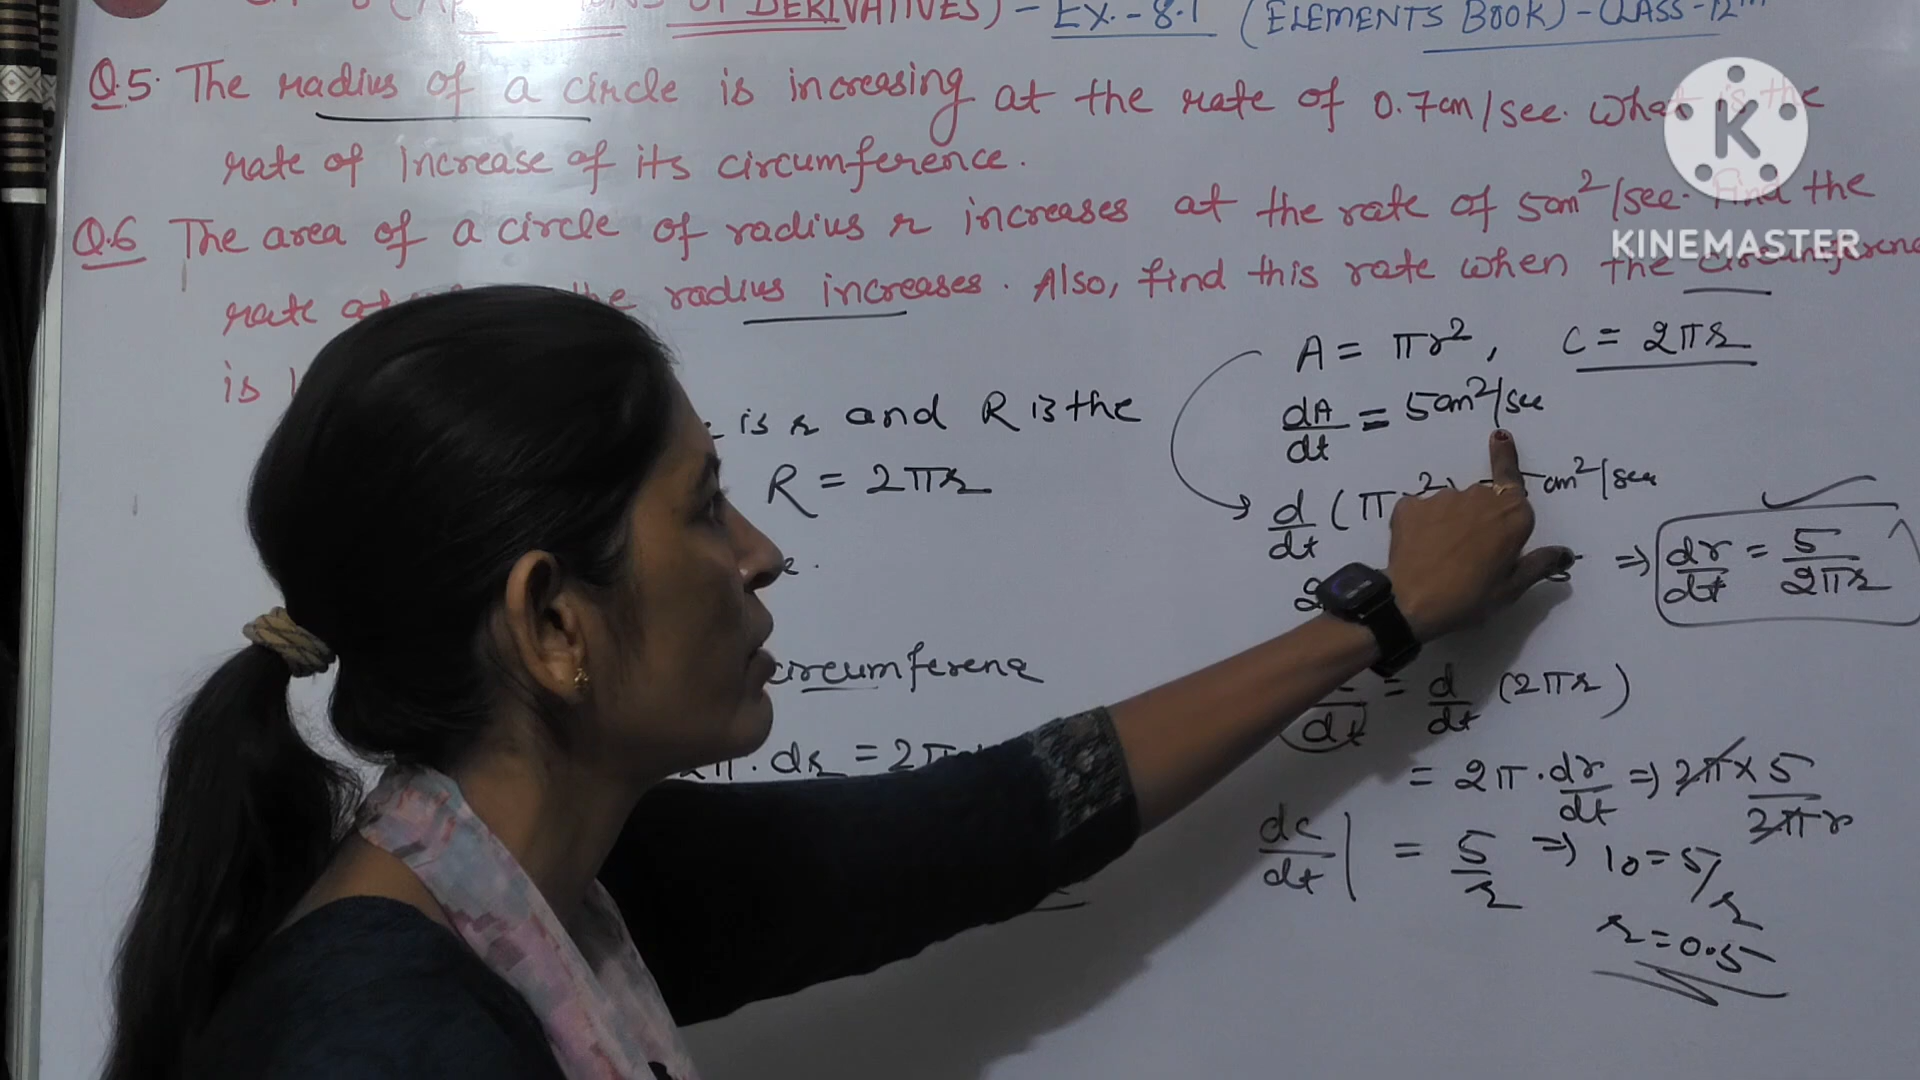 OF DERIVATIVES) - EX.-8.1 (ELEMENTS BOOK)-CLASS-12th
Q.5. The radius of a circle is increasing at the rate of 0.7cm/sec. What is the
rate of increase of its circumference.
Q.6 The area of a circle of radius r increases at the rate of 5cm²/sec. Find the
rate the radius increases. Also, find this rate when the circumference
is
is r and R is the
R = 2πr
circumference
π. dr = 2π
A = πr², C = 2πr
dA/dt = 5cm²/sec
d/dt (π cm²/sec
⇒ dr/dt = 5/2πr
dt = d/dt (2πr)
= 2π . dr/dt ⇒ 2π × 5/2πr
dc/dt | = 5/r ⇒ 10 = 5/r
r = 0.5
K
KINEMASTER